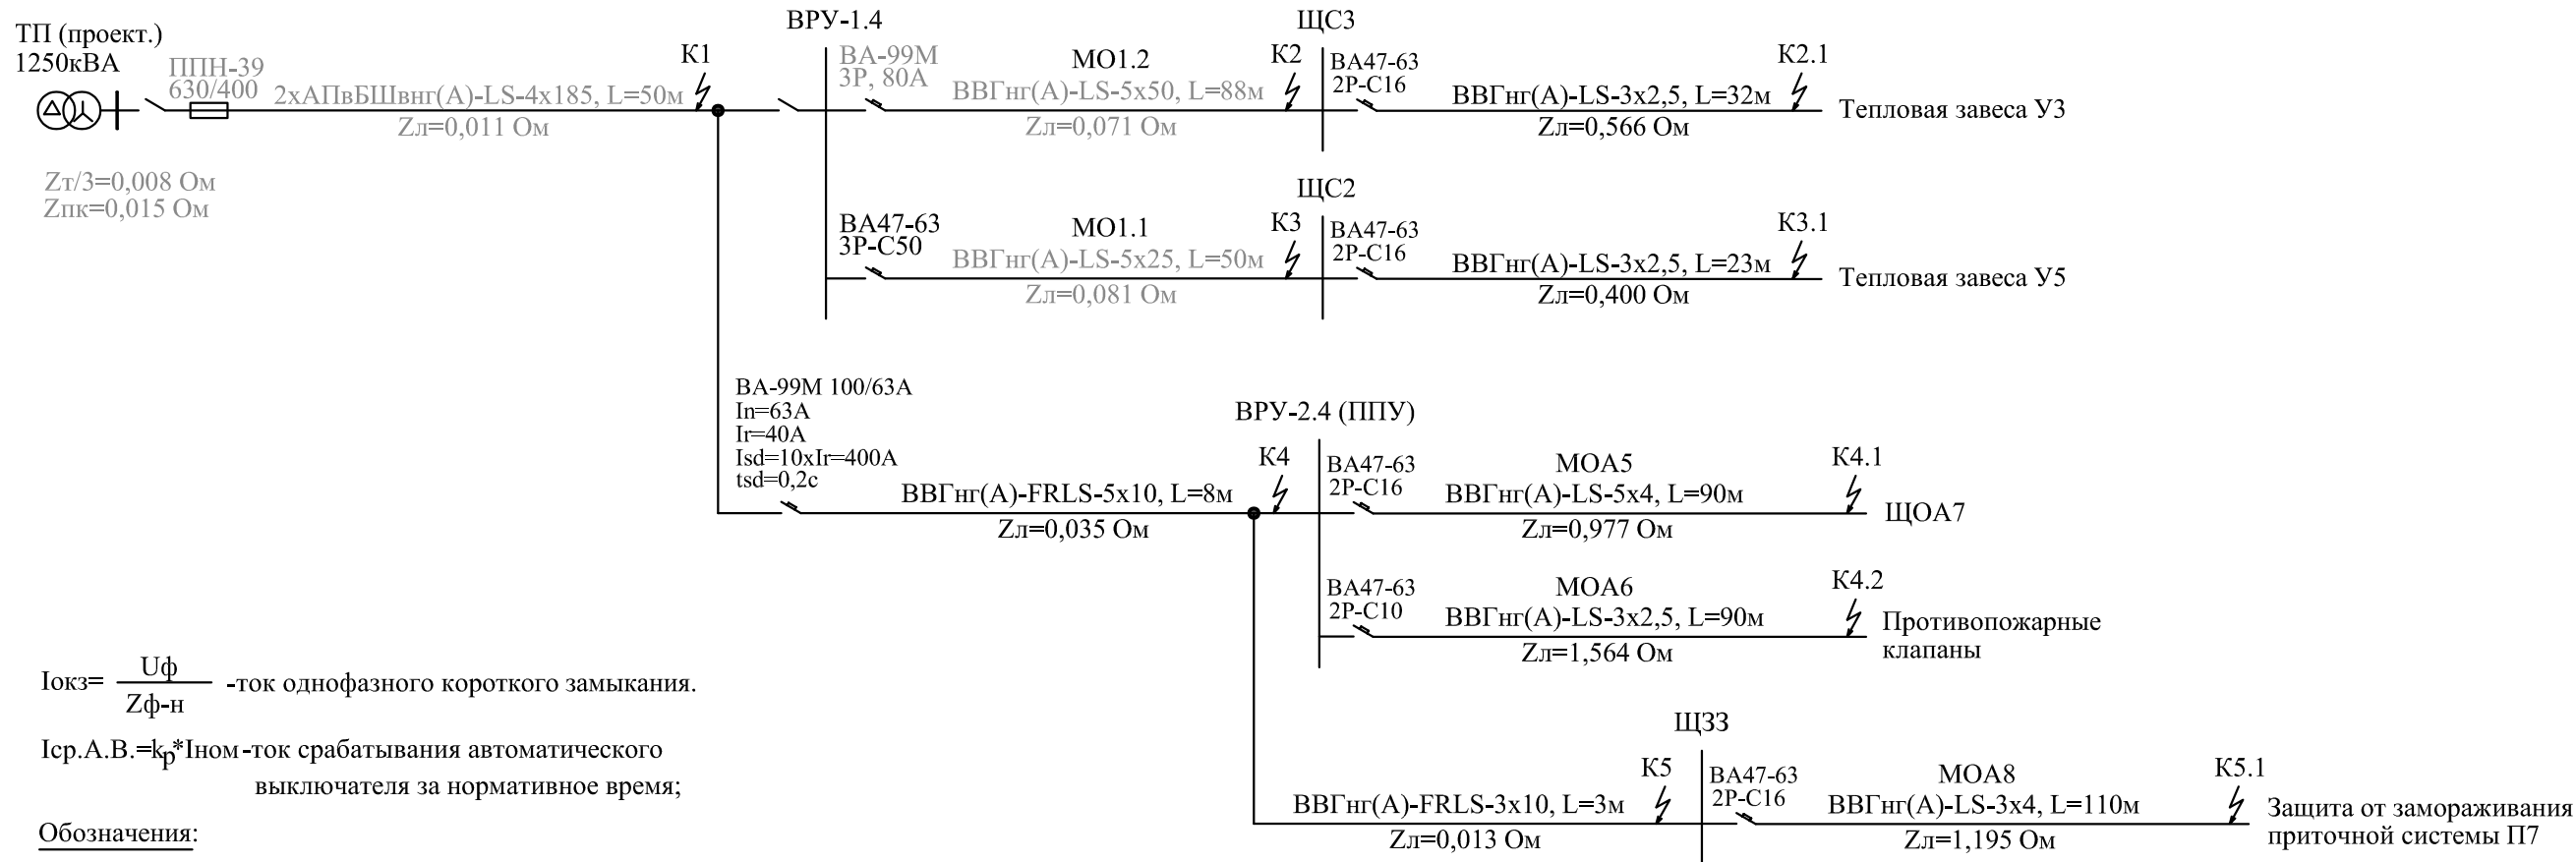 ТП (проект.)
1250кВА
ППН-39
630/400
2хАПвБШвнг(А)-LS-4х185, L=50м
Zл=0,011 Ом
Zт/3=0,008 Ом
Zпк=0,015 Ом
К1
ВРУ-1.4
ВА-99М
3Р, 80А
МО1.2
ВВГнг(А)-LS-5х50, L=88м
Zл=0,071 Ом
К2
ЩС3
ВА47-63
2Р-С16
ВВГнг(А)-LS-3х2,5, L=32м
Zл=0,566 Ом
К2.1
Тепловая завеса У3
ВА47-63
3Р-С50
МО1.1
ВВГнг(А)-LS-5х25, L=50м
Zл=0,081 Ом
К3
ЩС2
ВА47-63
2Р-С16
ВВГнг(А)-LS-3х2,5, L=23м
Zл=0,400 Ом
К3.1
Тепловая завеса У5
ВА-99М 100/63А
In=63А
Ir=40А
Isd=10xIr=400А
tsd=0,2с
ВВГнг(А)-FRLS-5х10, L=8м
Zл=0,035 Ом
К4
ВРУ-2.4 (ППУ)
ВА47-63
2Р-С16
МОА5
ВВГнг(А)-LS-5х4, L=90м
Zл=0,977 Ом
К4.1
ЩОА7
ВА47-63
2Р-С10
МОА6
ВВГнг(А)-LS-3х2,5, L=90м
Zл=1,564 Ом
К4.2
Противопожарные
клапаны
ВВГнг(А)-FRLS-3х10, L=3м
Zл=0,013 Ом
К5
ЩЗЗ
ВА47-63
2Р-С16
МОА8
ВВГнг(А)-LS-3х4, L=110м
Zл=1,195 Ом
К5.1
Защита от замораживания
приточной системы П7
Iокз= Uф / Zф-н -ток однофазного короткого замыкания.
Iср.А.В.=kр*Iном-ток срабатывания автоматического
выключателя за нормативное время;
Обозначения: